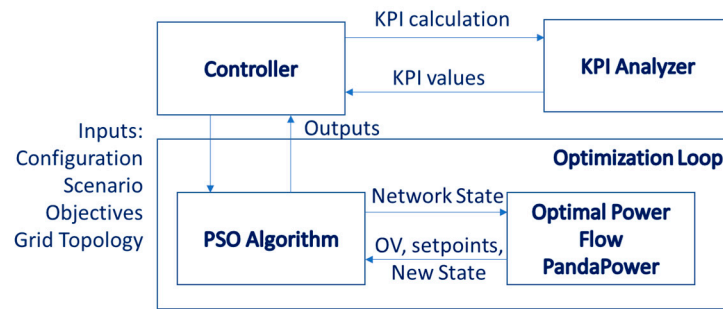 KPI calculation
Controller
KPI Analyzer
KPI values
Inputs:
Configuration
Scenario
Objectives
Grid Topology
Outputs
Optimization Loop
PSO Algorithm
Network State
OV, setpoints,
New State
Optimal Power
Flow
PandaPower